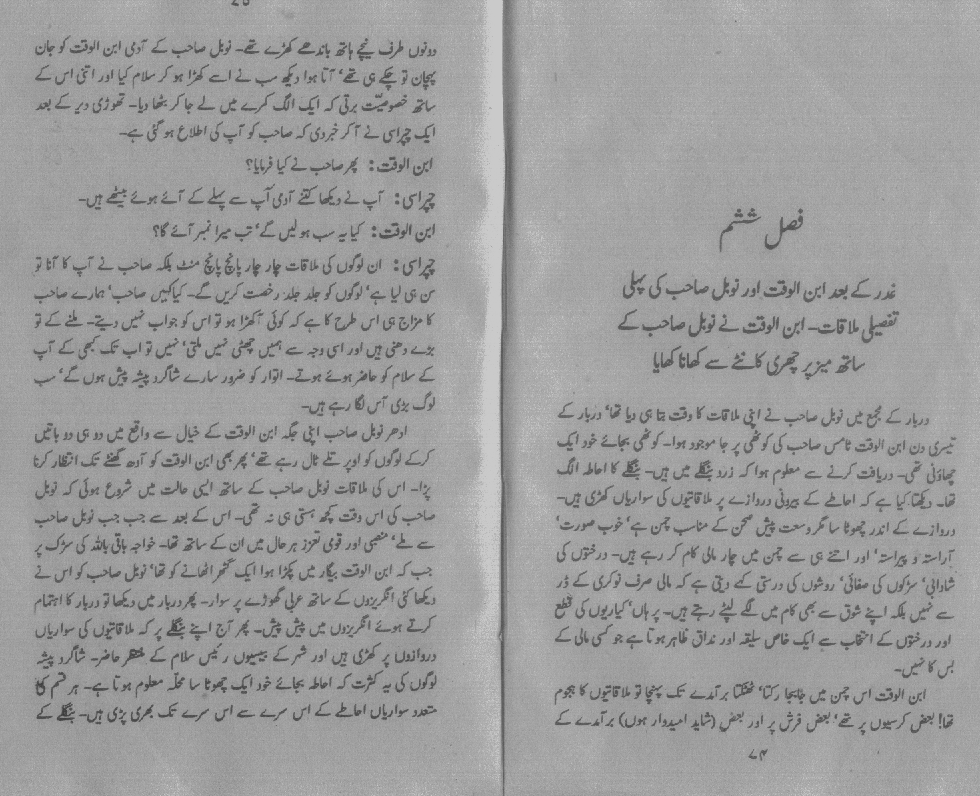 فصل ششم
غدر کے بعد ابن الوقت اور نوبل صاحب کی پہلی
تفصیلی ملاقات۔ ابن الوقت نے نوبل صاحب کے
ساتھ میز پر چھری کانٹے سے کھانا کھایا
دربار کے مجمع میں نوبل صاحب نے اپنی ملاقات کا وقت بتا ہی دیا تھا‘ دربار کے
تیسری دن ابن الوقت ٹامس صاحب کی کوٹھی پر جا موجود ہوا۔ کوٹھی بجائے خود ایک
چھاؤنی تھی۔ دریافت کرنے سے معلوم ہوا کہ زرد بنگلے میں ہیں۔ بنگلے کا احاطہ الگ
تھا۔ دیکھتا کیا ہے کہ احاطے کے بیرونی دروازے پر ملاقاتیوں کی سواریاں کھڑی ہیں۔
دروازے کے اندر چھوٹا سا مگر وسعت پیش صحن کے مناسب چمن ہے‘ خوب صورت‘
آراستہ و پیراستہ‘ اور اتنے ہی سے چمن میں چار مالی کام کر رہے ہیں۔ درختوں کی
شادابی‘ سڑکوں کی صفائی‘ روشوں کی درستی کہے دیتی ہے کہ مالی صرف نوکری کے ڈر
سے نہیں بلکہ اپنے شوق سے بھی کام میں لگے لپٹے رہتے ہیں۔ پر ہاں‘ کیاریوں کی قطع
اور درختوں کے انتخاب سے ایک خاص سلیقہ اور مذاق ظاہر ہوتا ہے جو کسی مالی کے
بس کا نہیں۔
ابن الوقت اس چمن میں جابجا رکتا‘ ٹھٹکتا برآمدے تک پہنچا تو ملاقاتیوں کا ہجوم
تھا! بعض کرسیوں پر تھے‘ بعض فرش پر اور بعض (شاید امیدوار ہوں) برآمدے کے
۷۴
۷۵
دونوں طرف نیچے ہاتھ باندھے کھڑے تھے۔ نوبل صاحب کے آدمی ابن الوقت کو جان
پہچان تو چکے ہی تھے‘ آتا ہوا دیکھ سب نے اسے کھڑا ہو کر سلام کیا اور اتنی اس کے
ساتھ خصوصیّت برتی کہ ایک الگ کمرے میں لے جا کر بٹھا دیا۔ تھوڑی دیر کے بعد
ایک چپراسی نے آ کر خبر دی کہ صاحب کو آپ کی اطلاع ہو گئی ہے۔
ابن الوقت: پھر صاحب نے کیا فرمایا؟
چپراسی: آپ نے دیکھا کتنے آدمی آپ سے پہلے کے آئے ہوئے بیٹھے ہیں۔
ابن الوقت: کیا یہ سب ہو لیں گے‘ تب میرا نمبر آئے گا؟
چپراسی: ان لوگوں کی ملاقات چار چار پانچ پانچ منٹ بلکہ صاحب نے آپ کا آنا تو
سن ہی لیا ہے‘ لوگوں کو جلد جلد رخصت کریں گے۔ کیا کہیں صاحب‘ ہمارے صاحب
کا مزاج ہی اس طرح کا ہے کہ کوئی آ کھڑا ہو تو اس کو جواب نہیں دیتے۔ ملنے کے تو
بڑے دھنی ہیں اور اسی وجہ سے ہمیں چھٹی نہیں ملتی‘ نہیں تو اب تک کبھی کے آپ
کے سلام کو حاضر ہوئے ہوتے۔ اتوار کو ضرور سارے شاگرد پیشہ پیش ہوں گے‘ سب
لوگ بڑی آس لگا رہے ہیں۔
ادھر نوبل صاحب اپنی جگہ ابن الوقت کے خیال سے واقع میں دو ہی دو باتیں
کر کے لوگوں کو اوپر تلے ٹال رہے تھے‘ پھر بھی ابن الوقت کو آدھ گھنٹے تک انتظار کرنا
پڑا۔ اس کی ملاقات نوبل صاحب کے ساتھ ایسی حالت میں شروع ہوئی کہ نوبل
صاحب کی اس وقت کچھ ہستی ہی نہ تھی۔ اس کے بعد سے جب جب نوبل صاحب
سے ملے‘ منصبی اور قومی تعزز ہر حال میں ان کے ساتھ تھا۔ خواجہ باقی باللہ کی سڑک پر
جب کہ ابن الوقت بیگار میں پکڑا ہوا ایک گٹھر اٹھانے کو تھا‘ نوبل صاحب کو اس نے
دیکھا کئی انگریزوں کے ساتھ عربی گھوڑے پر سوار۔ پھر دربار میں دیکھا تو دربار کا اہتمام
کرتے ہوئے انگریزوں میں پیش پیش۔ پھر آج اپنے بنگلے پر کہ ملاقاتیوں کی سواریاں
دروازوں پر کھڑی ہیں اور شہر کے بیسیوں رئیس سلام کے منتظر حاضر۔ شاگرد پیشہ
لوگوں کی یہ کثرت کہ احاطہ بجائے خود ایک چھوٹا سا محلّہ معلوم ہوتا ہے۔ ہر قسم کی
متعدد سواریاں احاطے کے اس سرے سے اس سرے تک بھری پڑی ہیں۔ بنگلے کے